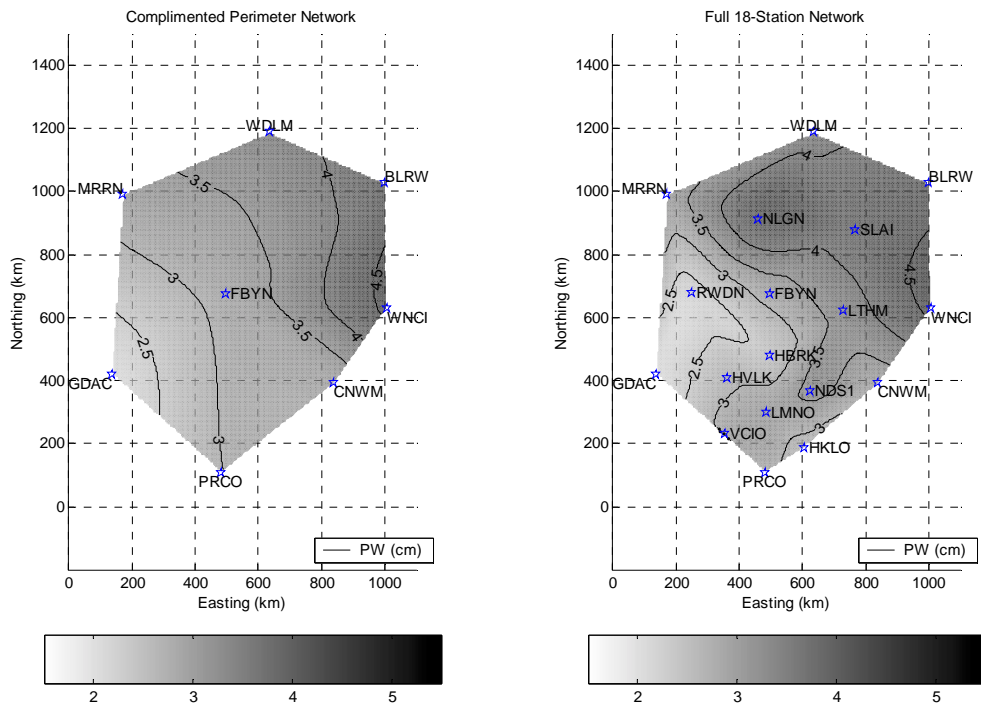 Complimented Perimeter Network
1400
1200
1000
800
600
400
200
0
Northing (km)
WDLM
BLRW
MRRN
FBYN
WNCI
GDAC
CNWM
PRCO
3.5
4
4.5
3
3.5
4
2.5
3
PW (cm)
0 200 400 600 800 1000
Easting (km)
2 3 4 5
Full 18-Station Network
1400
1200
1000
800
600
400
200
0
Northing (km)
WDLM
BLRW
MRRN
NLGN
SLAI
RWDN
FBYN
LTHM
WNCI
HBRK
GDAC
HVLK
NDS1
CNWM
LMNO
VCIO
HKLO
PRCO
4
3.5
4
3
4.5
2.5
3.5
2.5
3
3
PW (cm)
0 200 400 600 800 1000
Easting (km)
2 3 4 5